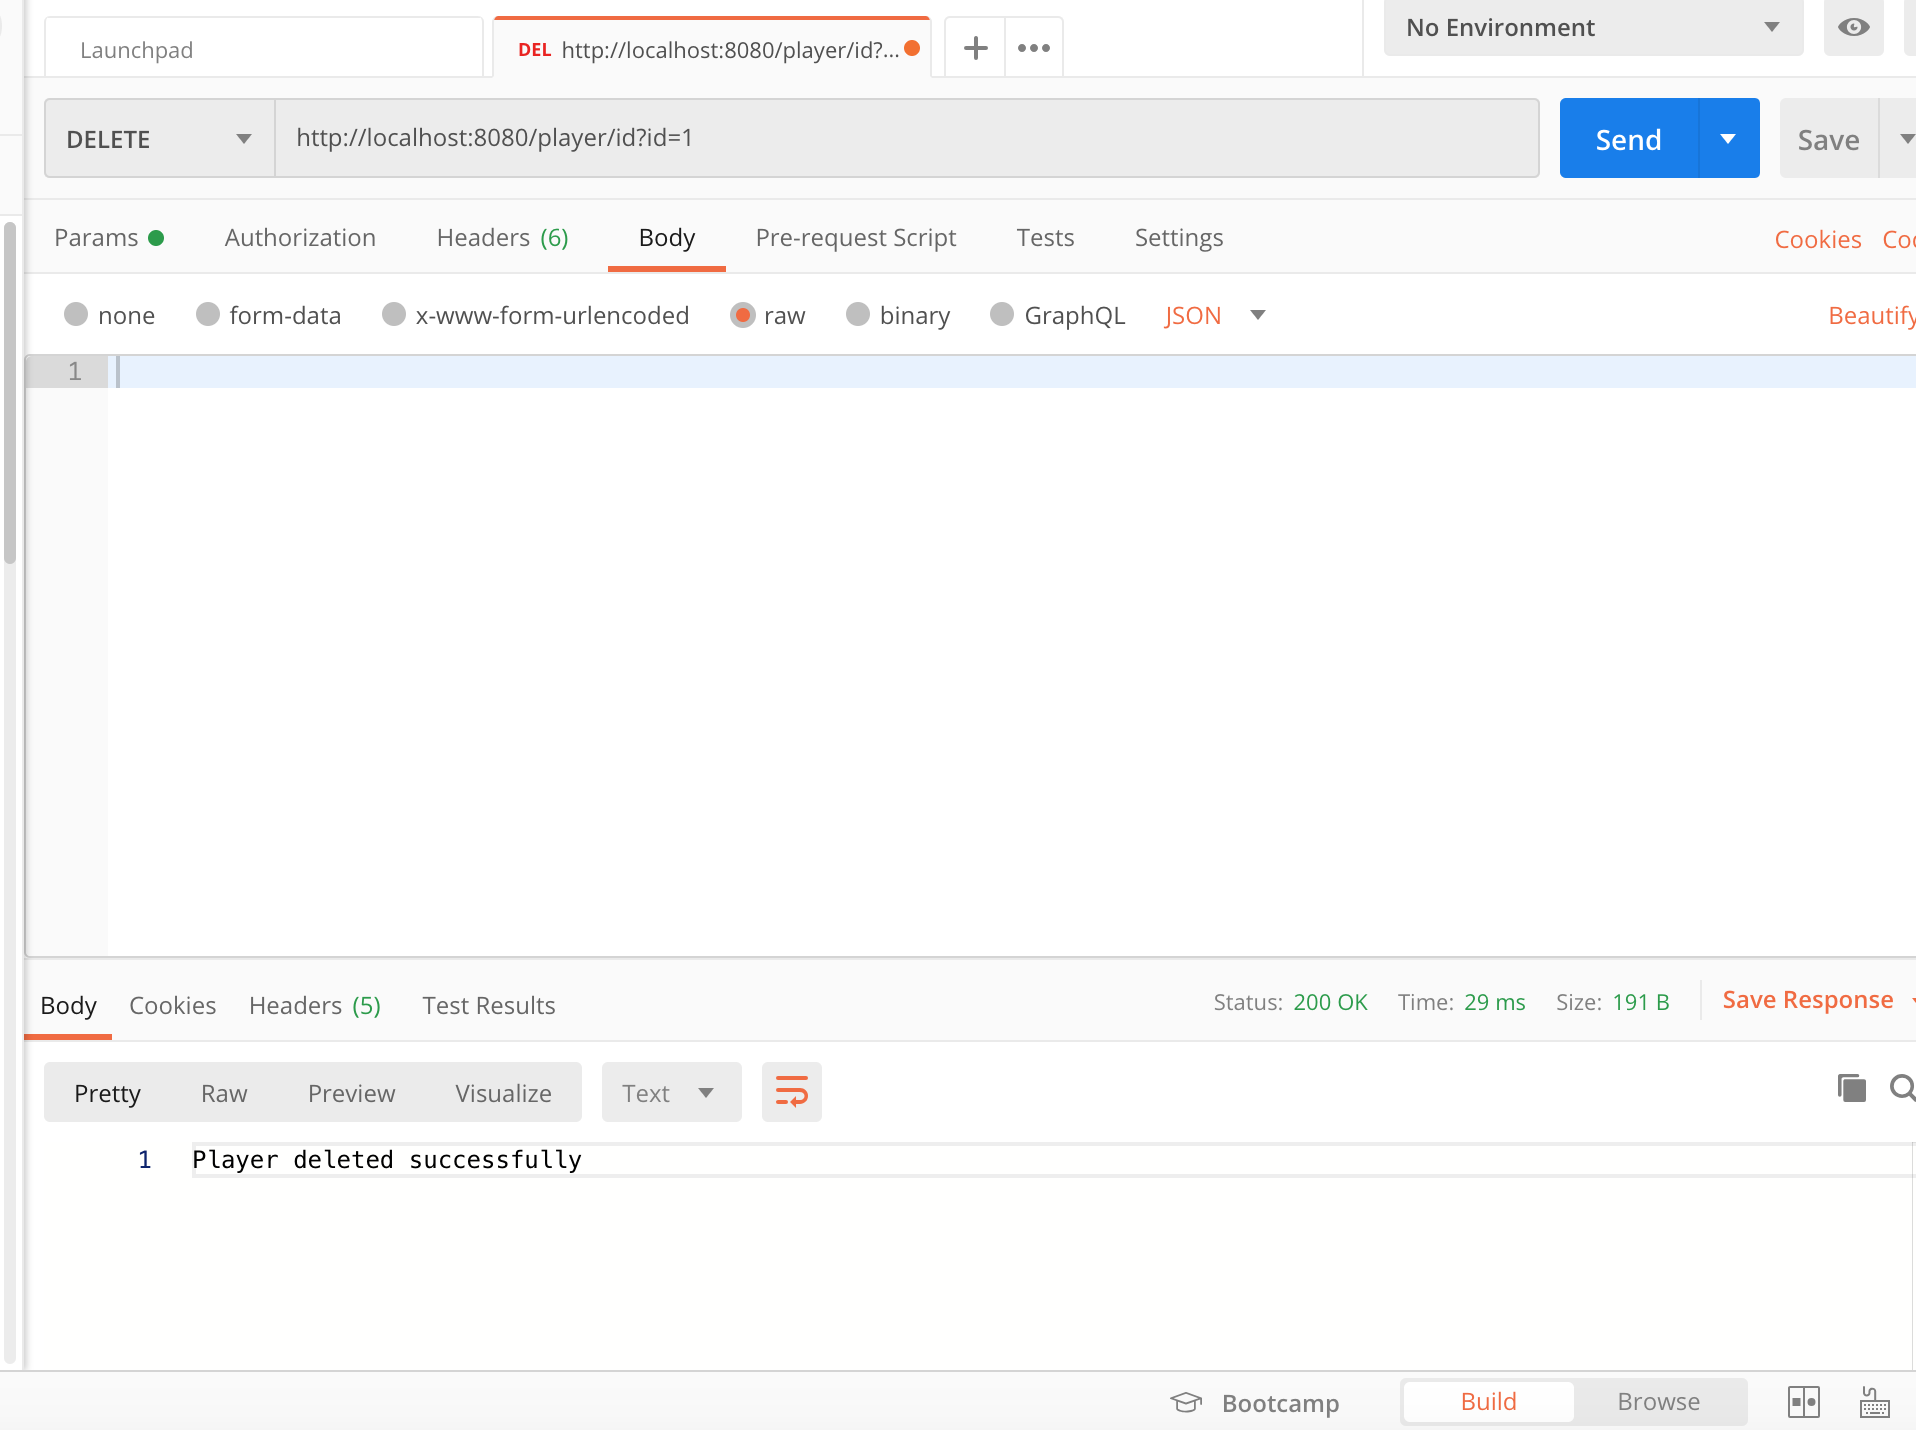 Launchpad
DEL http://localhost:8080/player/id?...
No Environment
DELETE
http://localhost:8080/player/id?id=1
Send
Save
Params
Authorization
Headers (6)
Body
Pre-request Script
Tests
Settings
Cookies
none
form-data
x-www-form-urlencoded
raw
binary
GraphQL
JSON
Beautify
1
Body
Cookies
Headers (5)
Test Results
Status: 200 OK
Time: 29 ms
Size: 191 B
Save Response
Pretty
Raw
Preview
Visualize
Text
1 Player deleted successfully
Bootcamp
Build
Browse